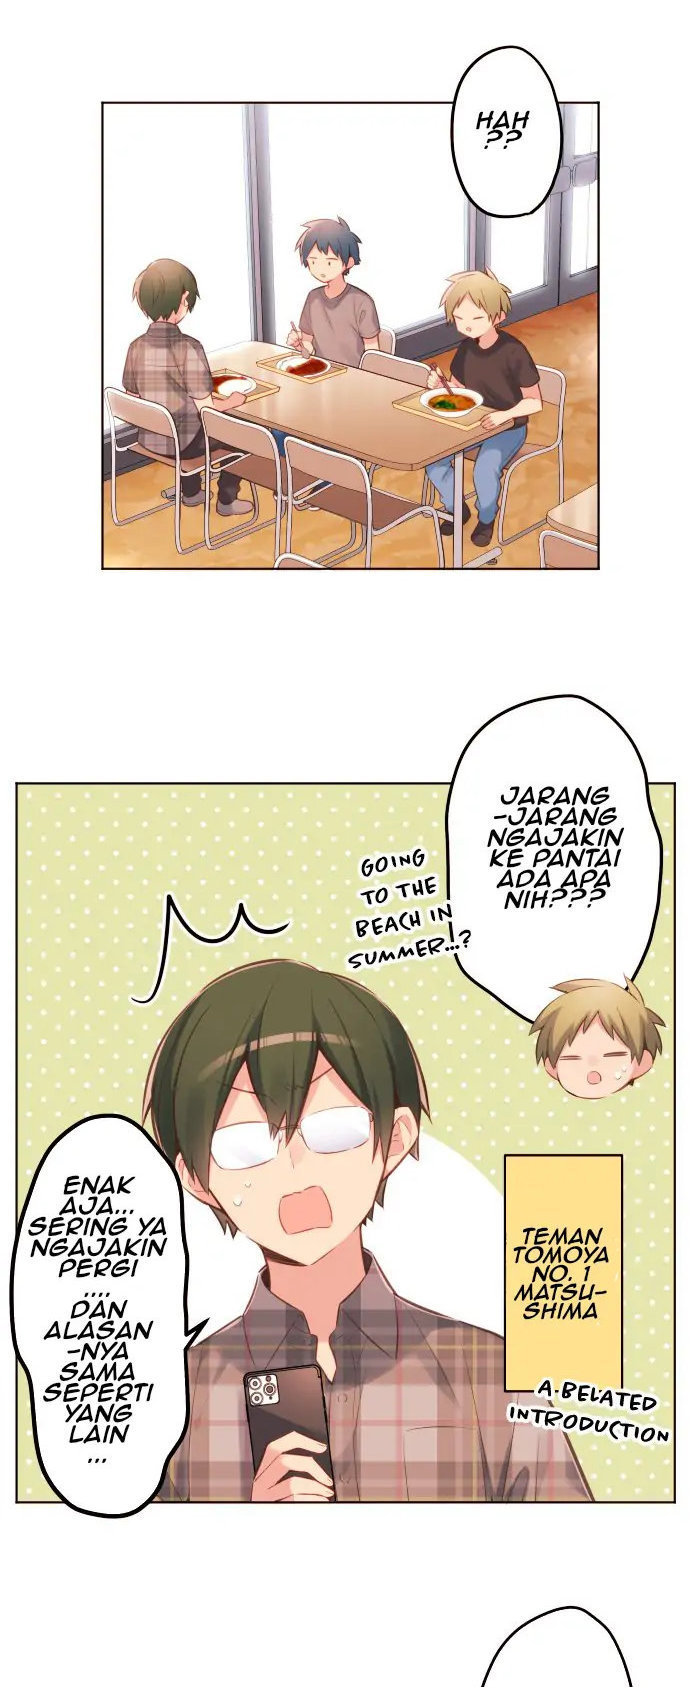 HAH
??
JARANG
-JARANG
NGAJAKIN
KE PANTAI
ADA APA
NIH???
GOING
TO THE
BEACH IN
SUMMER...?
ENAK
AJA...
SERING YA
NGAJAKIN
PERGI
....
DAN
ALASAN
-NYA
SAMA
SEPERTI
YANG
LAIN
...
TEMAN
TOMOYA
NO. 1
MATSU-
SHIMA
A BELATED
INTRODUCTION